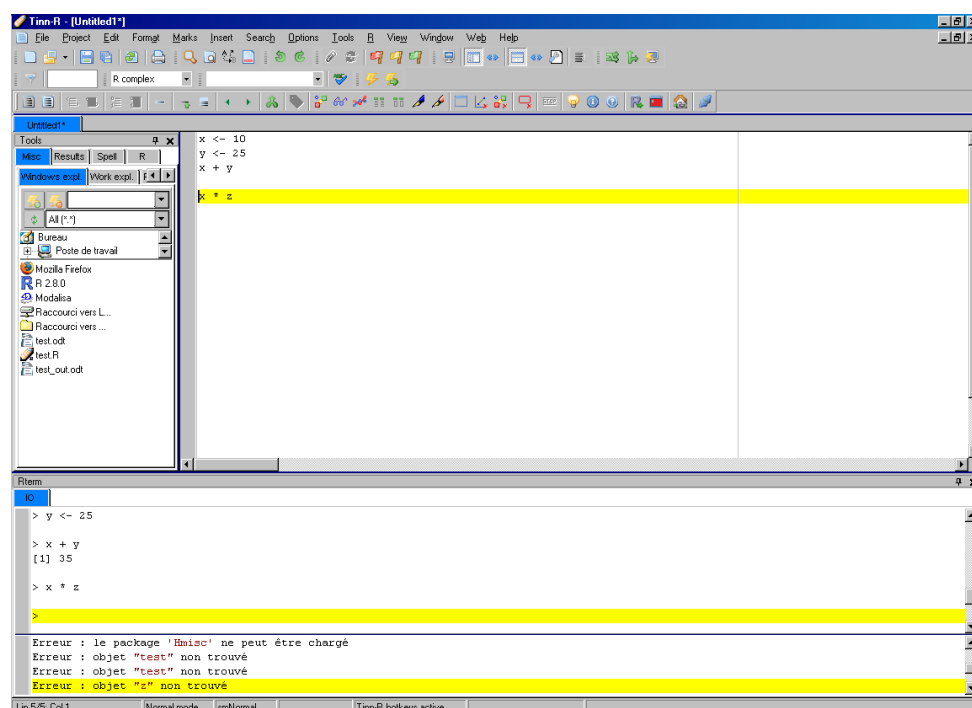 Tinn-R - [Untitled1*]
File Project Edit Format Marks Insert Search Options Tools R View Window Web Help
R complex
Untitled1*
Tools
Misc Results Spell R
Windows expl. Work expl.
All (*.*)
Bureau
Poste de travail
Mozilla Firefox
R 2.8.0
Modalisa
Raccourci vers L...
Raccourci vers ...
test.odt
test.R
test_out.odt
x <- 10
y <- 25
x + y
x * z
Rterm
IO
> y <- 25
> x + y
[1] 35
> x * z
>
Erreur : le package 'Hmisc' ne peut être chargé
Erreur : objet "test" non trouvé
Erreur : objet "test" non trouvé
Erreur : objet "z" non trouvé
Lin 5/5: Col 1 Normal mode smNormal Tinn-R hotkeys active